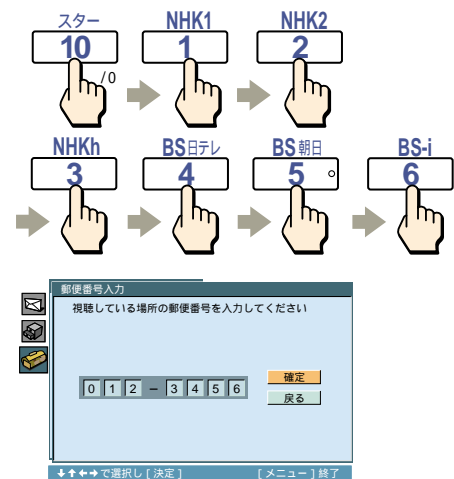 スター NHK1 NHK2
10 1 2
/0
NHKh BS日テレ BS朝日 BS-i
3 4 5 6
郵便番号入力
視聴している場所の郵便番号を入力してください
0 1 2 – 3 4 5 6
確定
戻る
↓↑←→で選択し［決定］ ［メニュー］終了